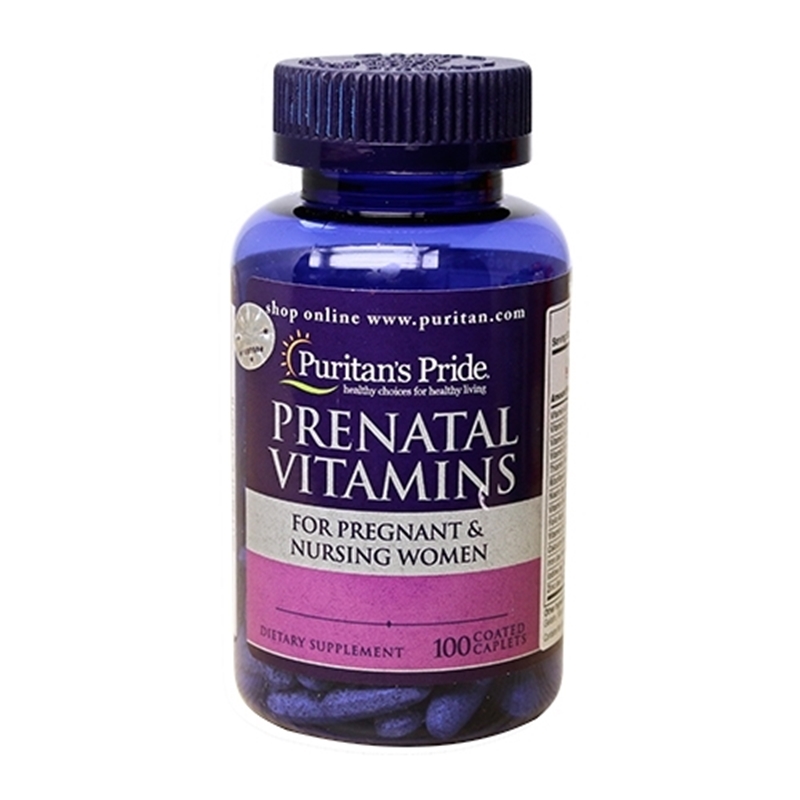 shop online www.puritan.com
Puritan's Pride®
healthy choices for healthy living
PRENATAL
VITAMINS
FOR PREGNANT &
NURSING WOMEN
DIETARY SUPPLEMENT
100 COATED
CAPLETS